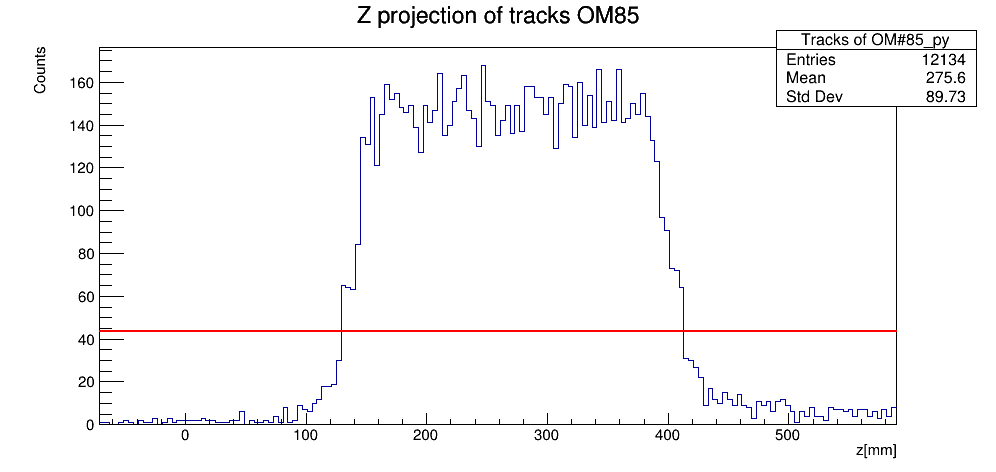 Z projection of tracks OM85
Counts
Tracks of OM#85_py
Entries 12134
Mean 275.6
Std Dev 89.73
160
140
120
100
80
60
40
20
0
0 100 200 300 400 500
z[mm]